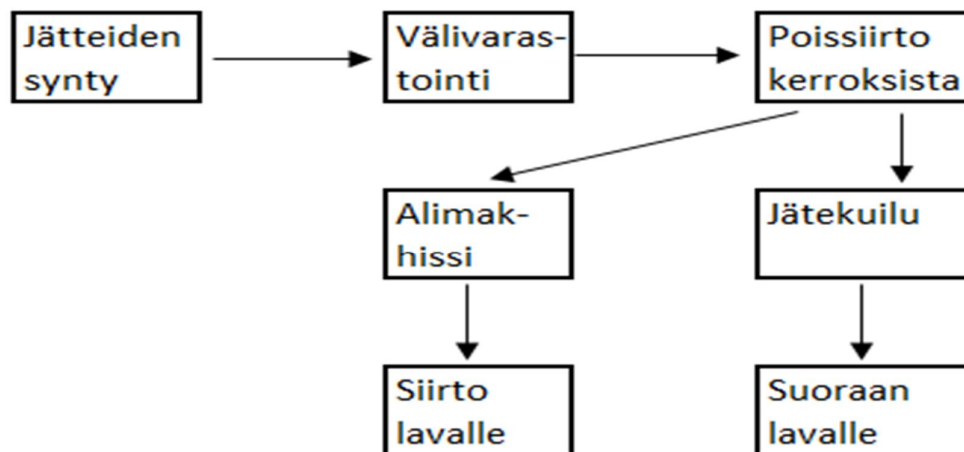 Jätteiden
synty
Välivaras-
tointi
Poissiirto
kerroksista
Alimak-
hissi
Jätekuilu
Siirto
lavalle
Suoraan
lavalle